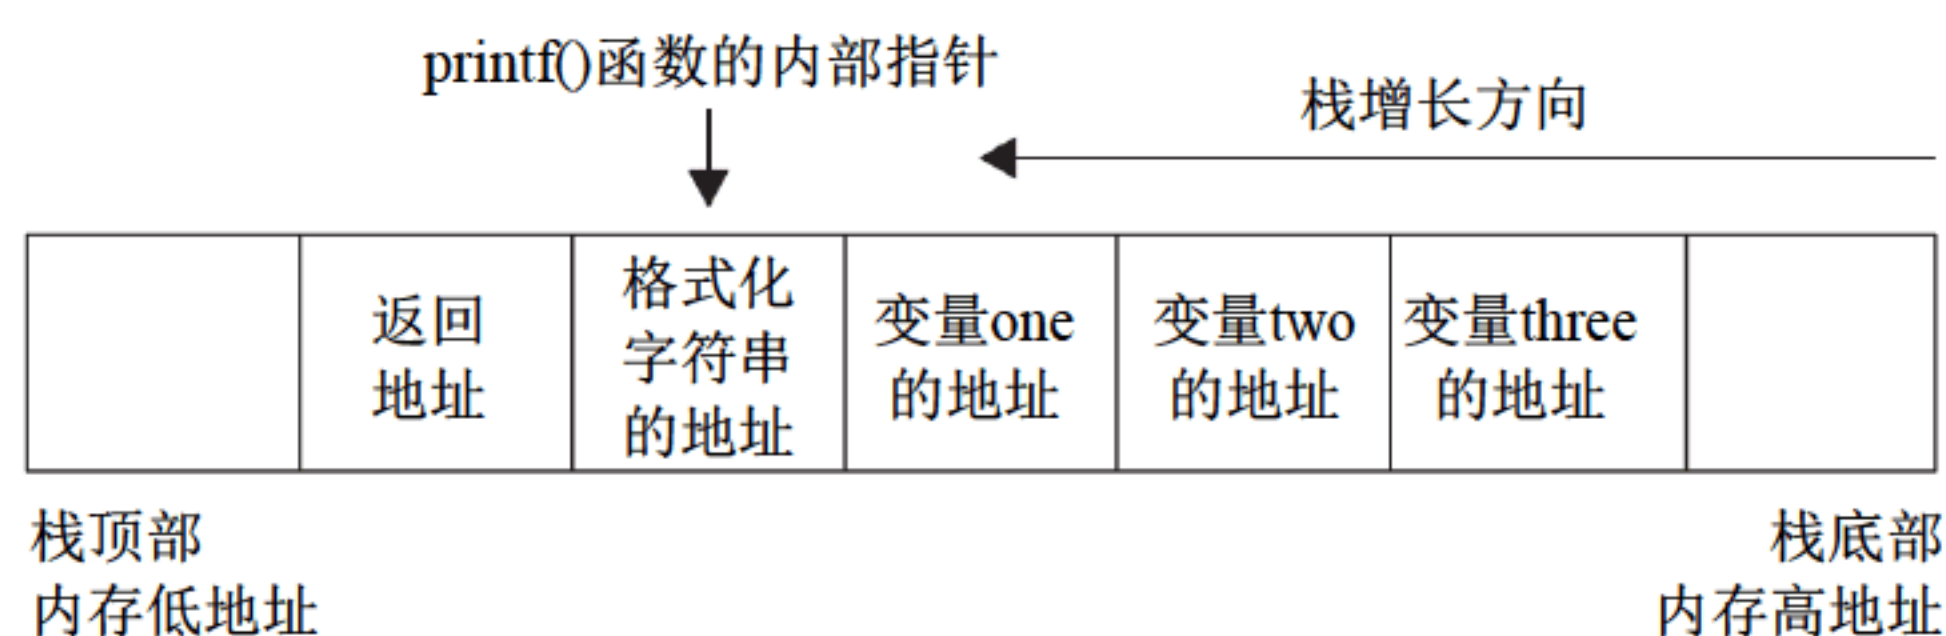 printf()函数的内部指针
栈增长方向
返回
地址
格式化
字符串
的地址
变量one
的地址
变量two
的地址
变量three
的地址
栈顶部
内存低地址
栈底部
内存高地址